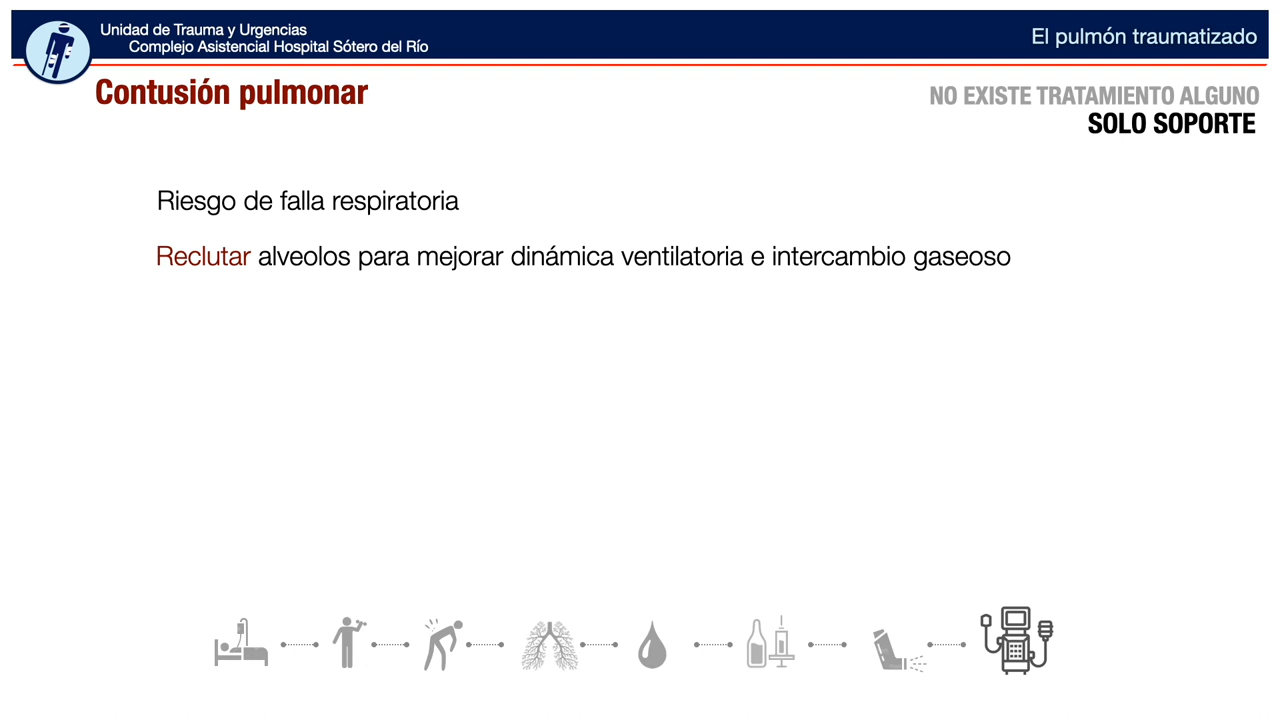 Unidad de Trauma y Urgencias
Complejo Asistencial Hospital Sótero del Río
El pulmón traumatizado
Contusión pulmonar
NO EXISTE TRATAMIENTO ALGUNO
SOLO SOPORTE
Riesgo de falla respiratoria
Reclutar alveolos para mejorar dinámica ventilatoria e intercambio gaseoso